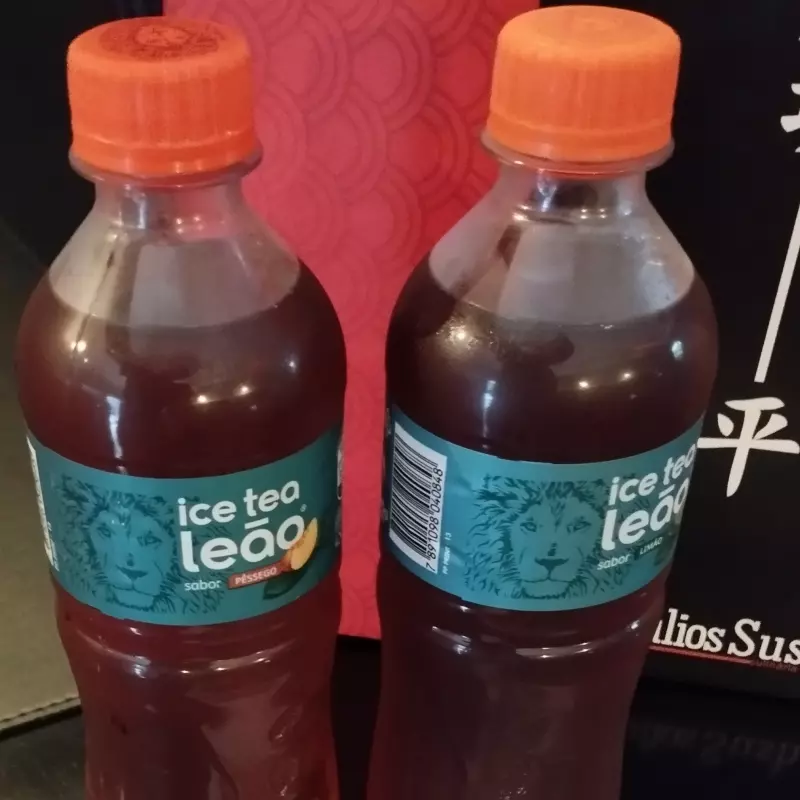 ice tea
leão
sabor PÊSSEGO
ice tea
leão
sabor LIMÃO
7 891098 040848
平
lios Sus